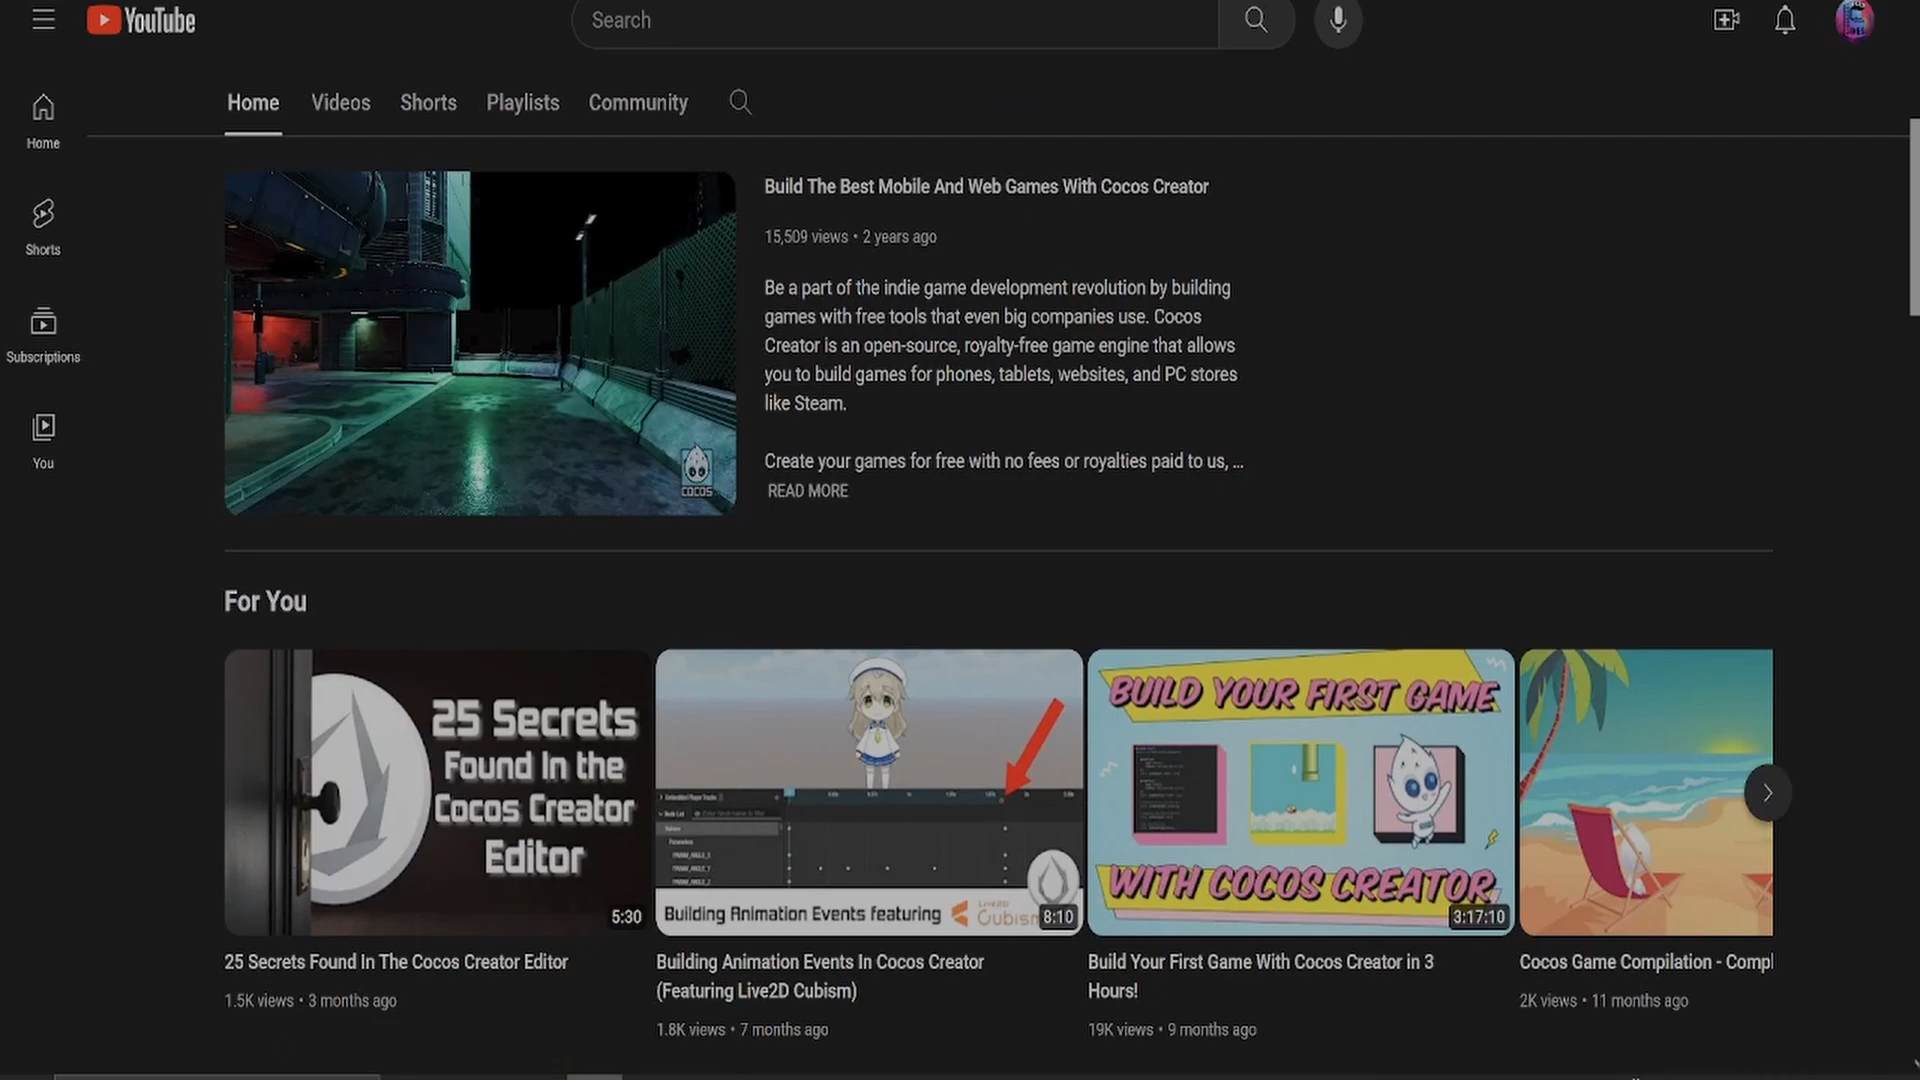 YouTube
Search
Home
Videos
Shorts
Playlists
Community
Home
Shorts
Subscriptions
You
Build The Best Mobile And Web Games With Cocos Creator
15,509 views • 2 years ago
Be a part of the indie game development revolution by building
games with free tools that even big companies use. Cocos
Creator is an open-source, royalty-free game engine that allows
you to build games for phones, tablets, websites, and PC stores
like Steam.
Create your games for free with no fees or royalties paid to us, ...
READ MORE
COCOS
For You
25 Secrets
Found In the
Cocos Creator
Editor
5:30
Building Animation Events featuring
Live2D
Cubism
8:10
BUILD YOUR FIRST GAME
WITH COCOS CREATOR
3:17:10
25 Secrets Found In The Cocos Creator Editor
1.5K views • 3 months ago
Building Animation Events In Cocos Creator
(Featuring Live2D Cubism)
1.8K views • 7 months ago
Build Your First Game With Cocos Creator in 3
Hours!
19K views • 9 months ago
Cocos Game Compilation - Compl
2K views • 11 months ago